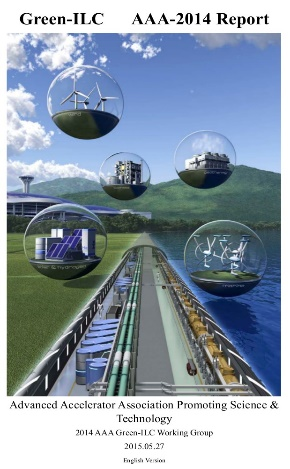 Green-ILC AAA-2014 Report
Advanced Accelerator Association Promoting Science &
Technology
2014 AAA Green-ILC Working Group
2015.05.27
English Version